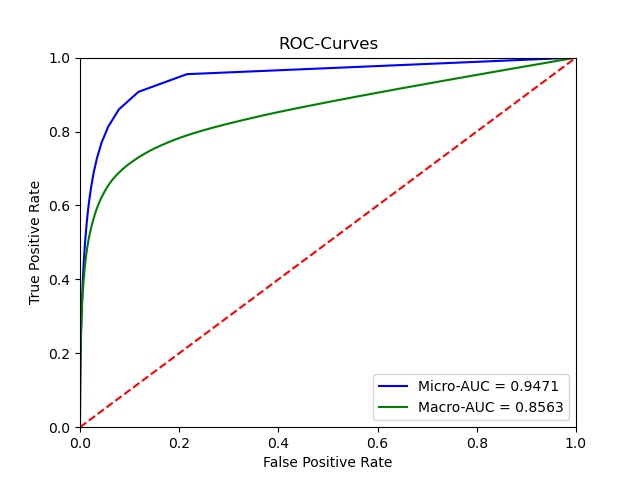 ROC-Curves
True Positive Rate
1.0
0.8
0.6
0.4
0.2
0.0
Micro-AUC = 0.9471
Macro-AUC = 0.8563
0.0 0.2 0.4 0.6 0.8 1.0
False Positive Rate